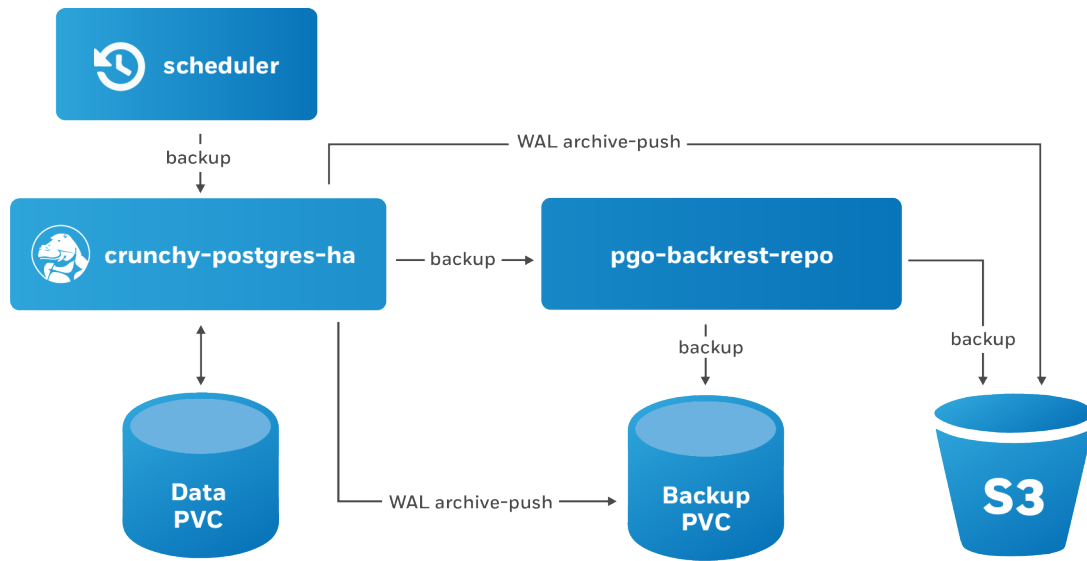 scheduler
WAL archive-push
backup
crunchy-postgres-ha
backup
pgo-backrest-repo
backup
backup
Data
PVC
WAL archive-push
Backup
PVC
S3